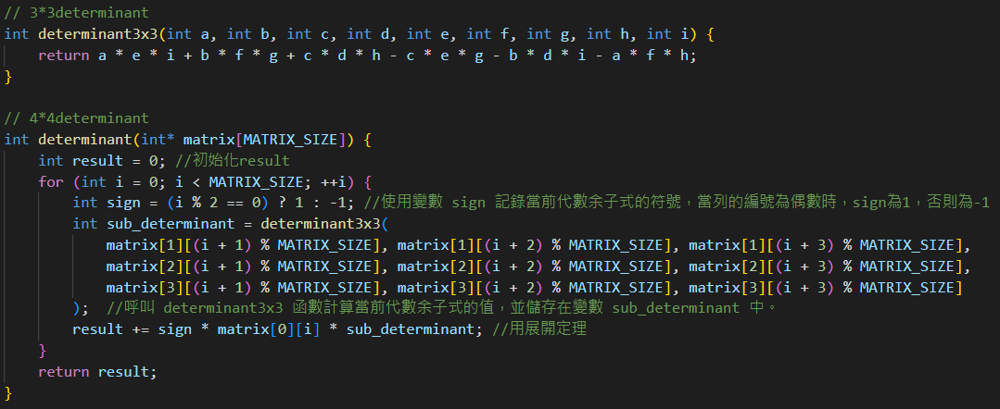 // 3*3determinant
int determinant3x3(int a, int b, int c, int d, int e, int f, int g, int h, int i) {
    return a * e * i + b * f * g + c * d * h - c * e * g - b * d * i - a * f * h;
}

// 4*4determinant
int determinant(int* matrix[MATRIX_SIZE]) {
    int result = 0; //初始化result
    for (int i = 0; i < MATRIX_SIZE; ++i) {
        int sign = (i % 2 == 0) ? 1 : -1; //使用變數 sign 記錄當前代數余子式的符號，當列的編號為偶數時，sign為1，否則為-1
        int sub_determinant = determinant3x3(
            matrix[1][(i + 1) % MATRIX_SIZE], matrix[1][(i + 2) % MATRIX_SIZE], matrix[1][(i + 3) % MATRIX_SIZE],
            matrix[2][(i + 1) % MATRIX_SIZE], matrix[2][(i + 2) % MATRIX_SIZE], matrix[2][(i + 3) % MATRIX_SIZE],
            matrix[3][(i + 1) % MATRIX_SIZE], matrix[3][(i + 2) % MATRIX_SIZE], matrix[3][(i + 3) % MATRIX_SIZE]
        );  //呼叫 determinant3x3 函數計算當前代數余子式的值，並儲存在變數 sub_determinant 中。
        result += sign * matrix[0][i] * sub_determinant; //用展開定理
    }
    return result;
}